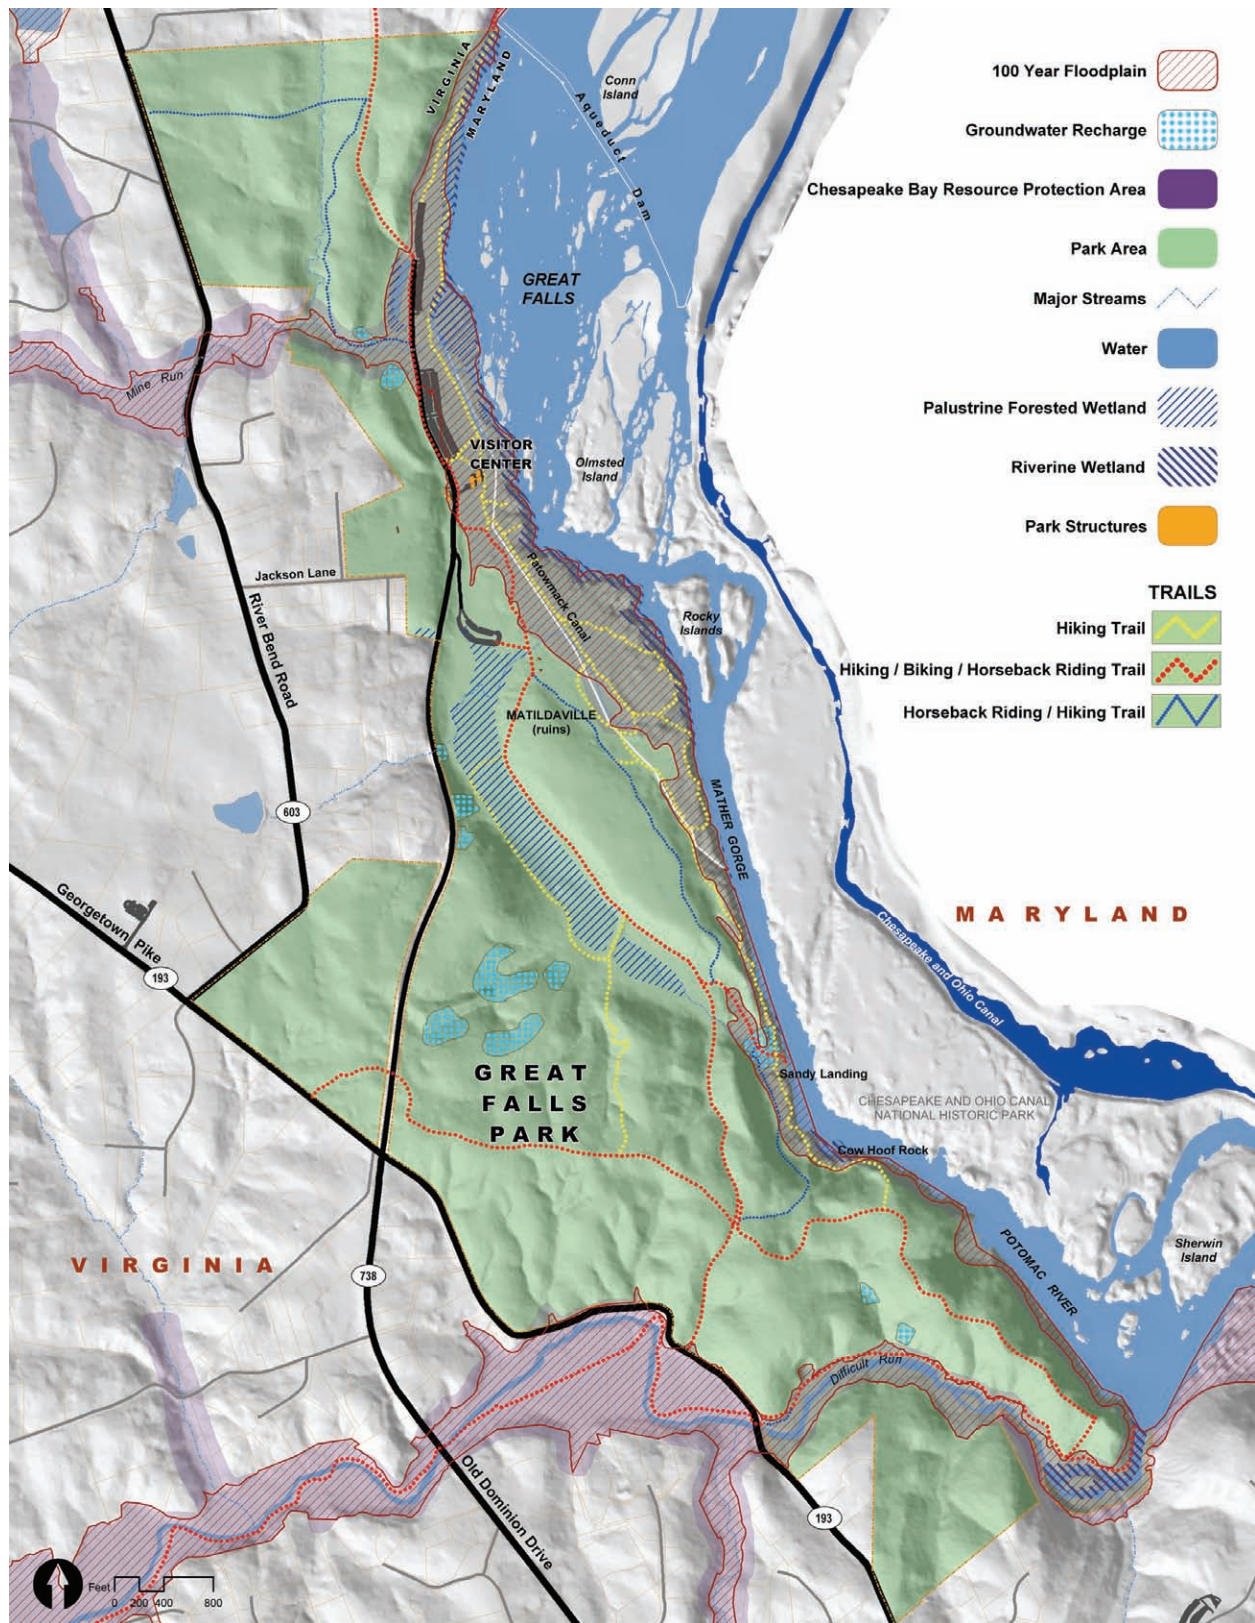 100 Year Floodplain
Groundwater Recharge
Chesapeake Bay Resource Protection Area
Park Area
Major Streams
Water
Palustrine Forested Wetland
Riverine Wetland
Park Structures
TRAILS
Hiking Trail
Hiking / Biking / Horseback Riding Trail
Horseback Riding / Hiking Trail
VIRGINIA
MARYLAND
Conn
Island
Aqueduct Dam
GREAT
FALLS
Mine Run
VISITOR
CENTER
Olmsted
Island
Jackson Lane
River Bend Road
Patowmack Canal
Rocky
Islands
MATILDAVILLE
(ruins)
603
MATHER GORGE
Georgetown Pike
193
MARYLAND
Chesapeake and Ohio Canal
GREAT
FALLS
PARK
Sandy Landing
CHESAPEAKE AND OHIO CANAL
NATIONAL HISTORIC PARK
Cow Hoof Rock
VIRGINIA
738
POTOMAC RIVER
Sherwin
Island
Difficult Run
Old Dominion Drive
193
Feet
0 200 400 800